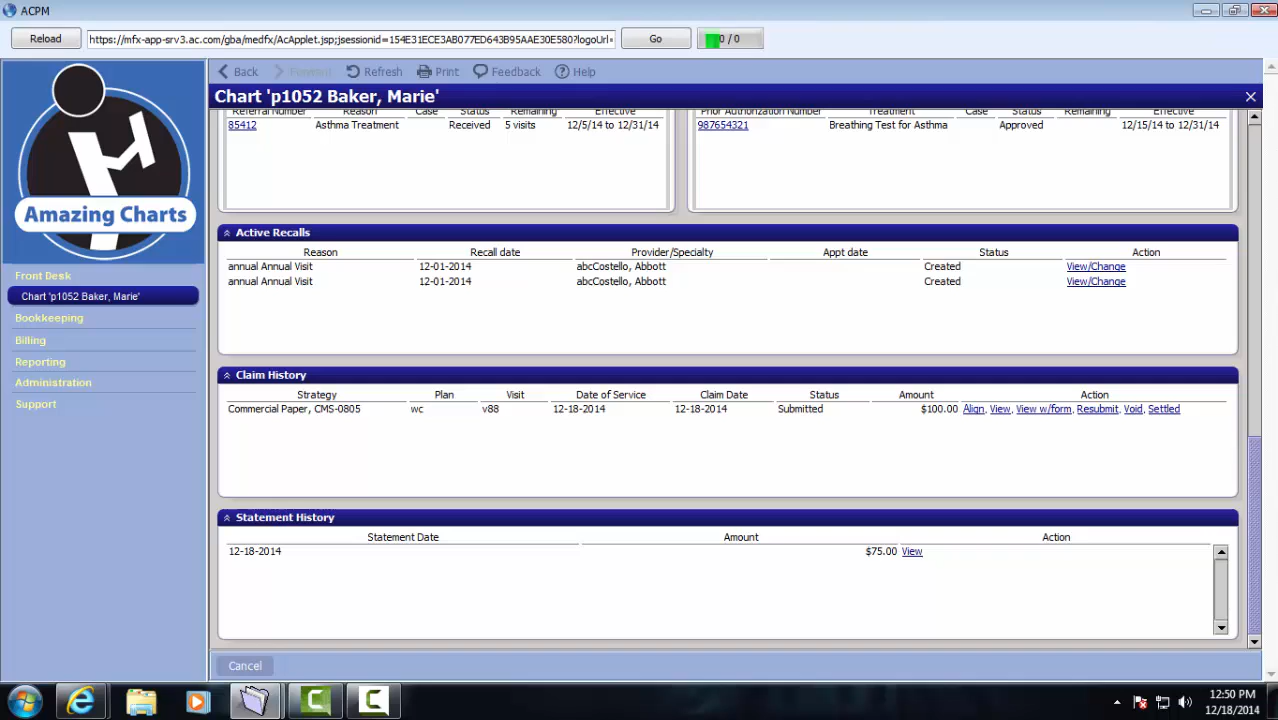 ACPM
Reload https://mfx-app-srv3.ac.com/gba/medfx/AcApplet.jsp;jsessionid=154E31ECE3AB077ED643B95AAE30E580?logoUrl= Go 0 / 0
Back Forward Refresh Print Feedback Help
Chart 'p1052 Baker, Marie'
Amazing Charts
Front Desk
Chart 'p1052 Baker, Marie'
Bookkeeping
Billing
Reporting
Administration
Support
Referral Number Reason Case Status Remaining Effective
85412 Asthma Treatment Received 5 visits 12/5/14 to 12/31/14
Prior Authorization Number Treatment Case Status Remaining Effective
987654321 Breathing Test for Asthma Approved 12/15/14 to 12/31/14
Active Recalls
Reason Recall date Provider/Specialty Appt date Status Action
annual Annual Visit 12-01-2014 abcCostello, Abbott Created View/Change
annual Annual Visit 12-01-2014 abcCostello, Abbott Created View/Change
Claim History
Strategy Plan Visit Date of Service Claim Date Status Amount Action
Commercial Paper, CMS-0805 wc v88 12-18-2014 12-18-2014 Submitted $100.00 Align, View, View w/form, Resubmit, Void, Settled
Statement History
Statement Date Amount Action
12-18-2014 $75.00 View
Cancel
12:50 PM
12/18/2014